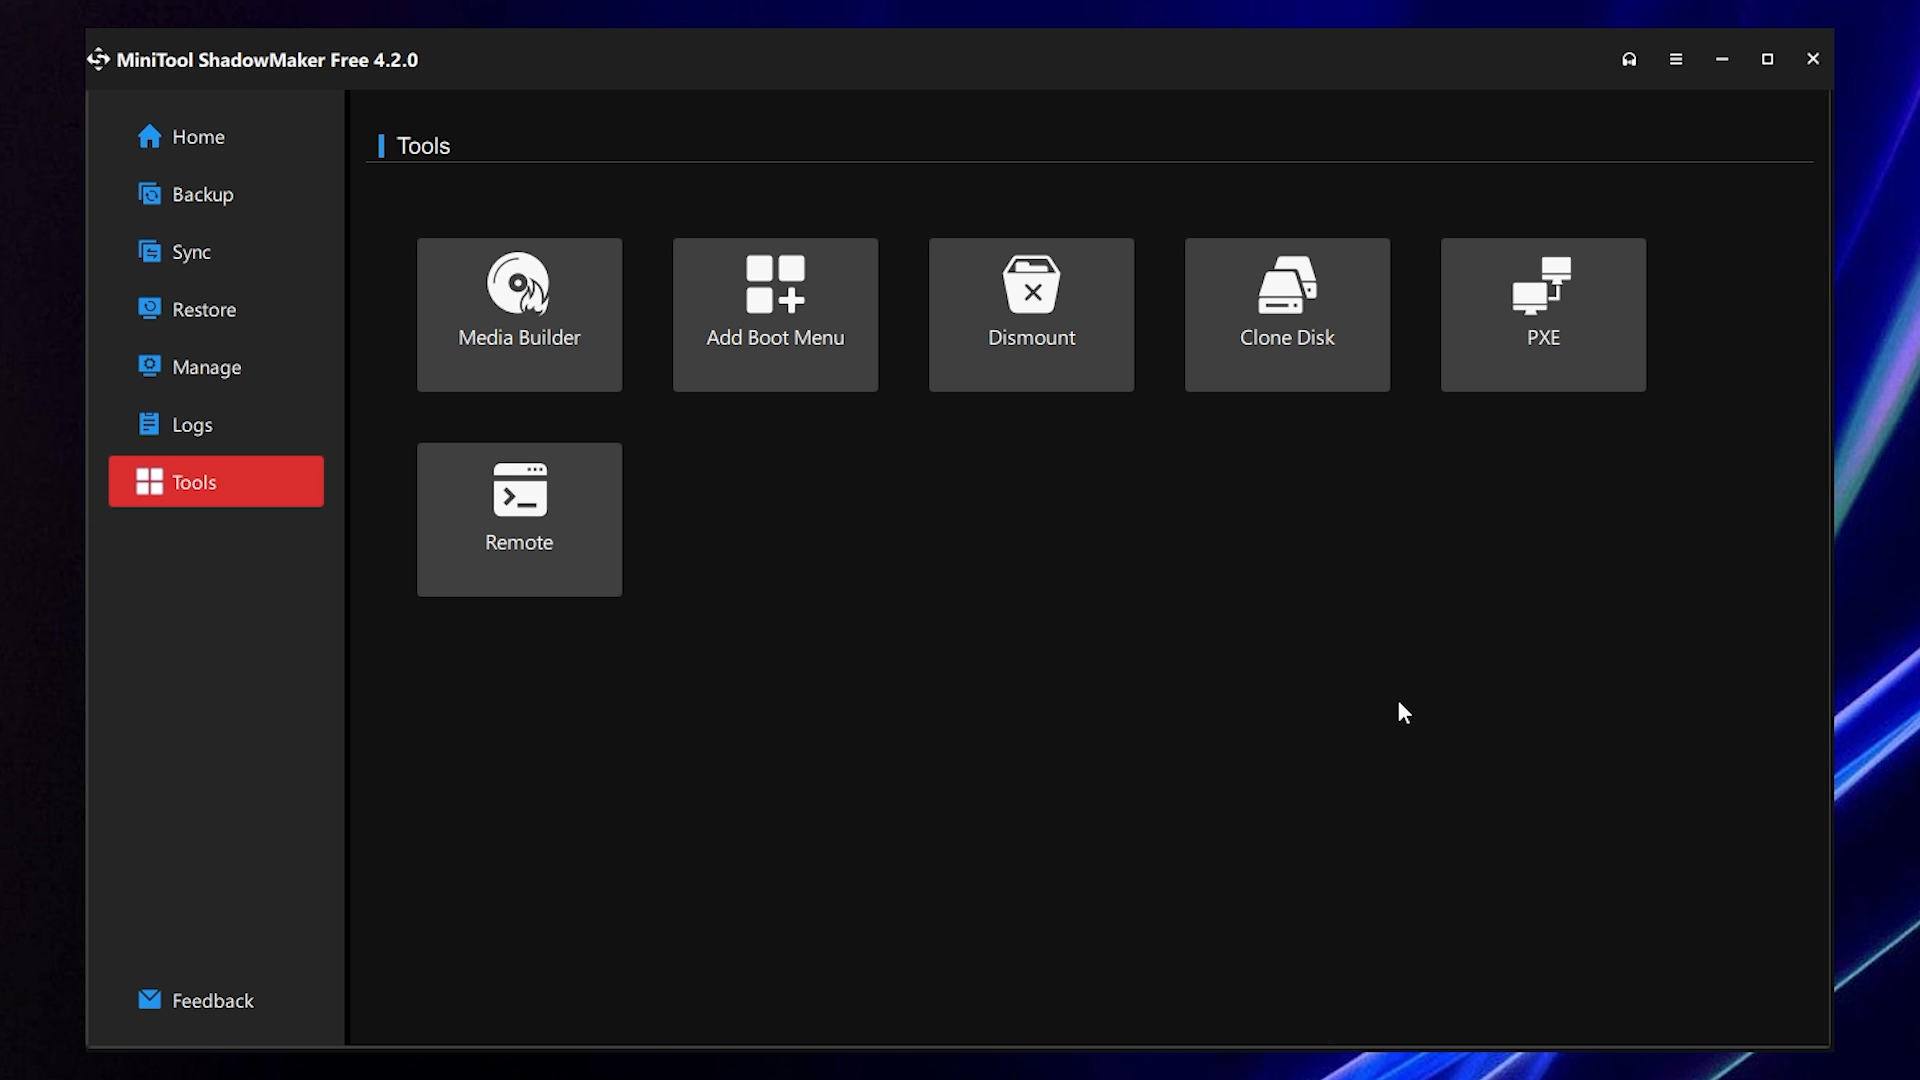 MiniTool ShadowMaker Free 4.2.0
Home
Backup
Sync
Restore
Manage
Logs
Tools
Feedback
Tools
Media Builder
Add Boot Menu
Dismount
Clone Disk
PXE
Remote